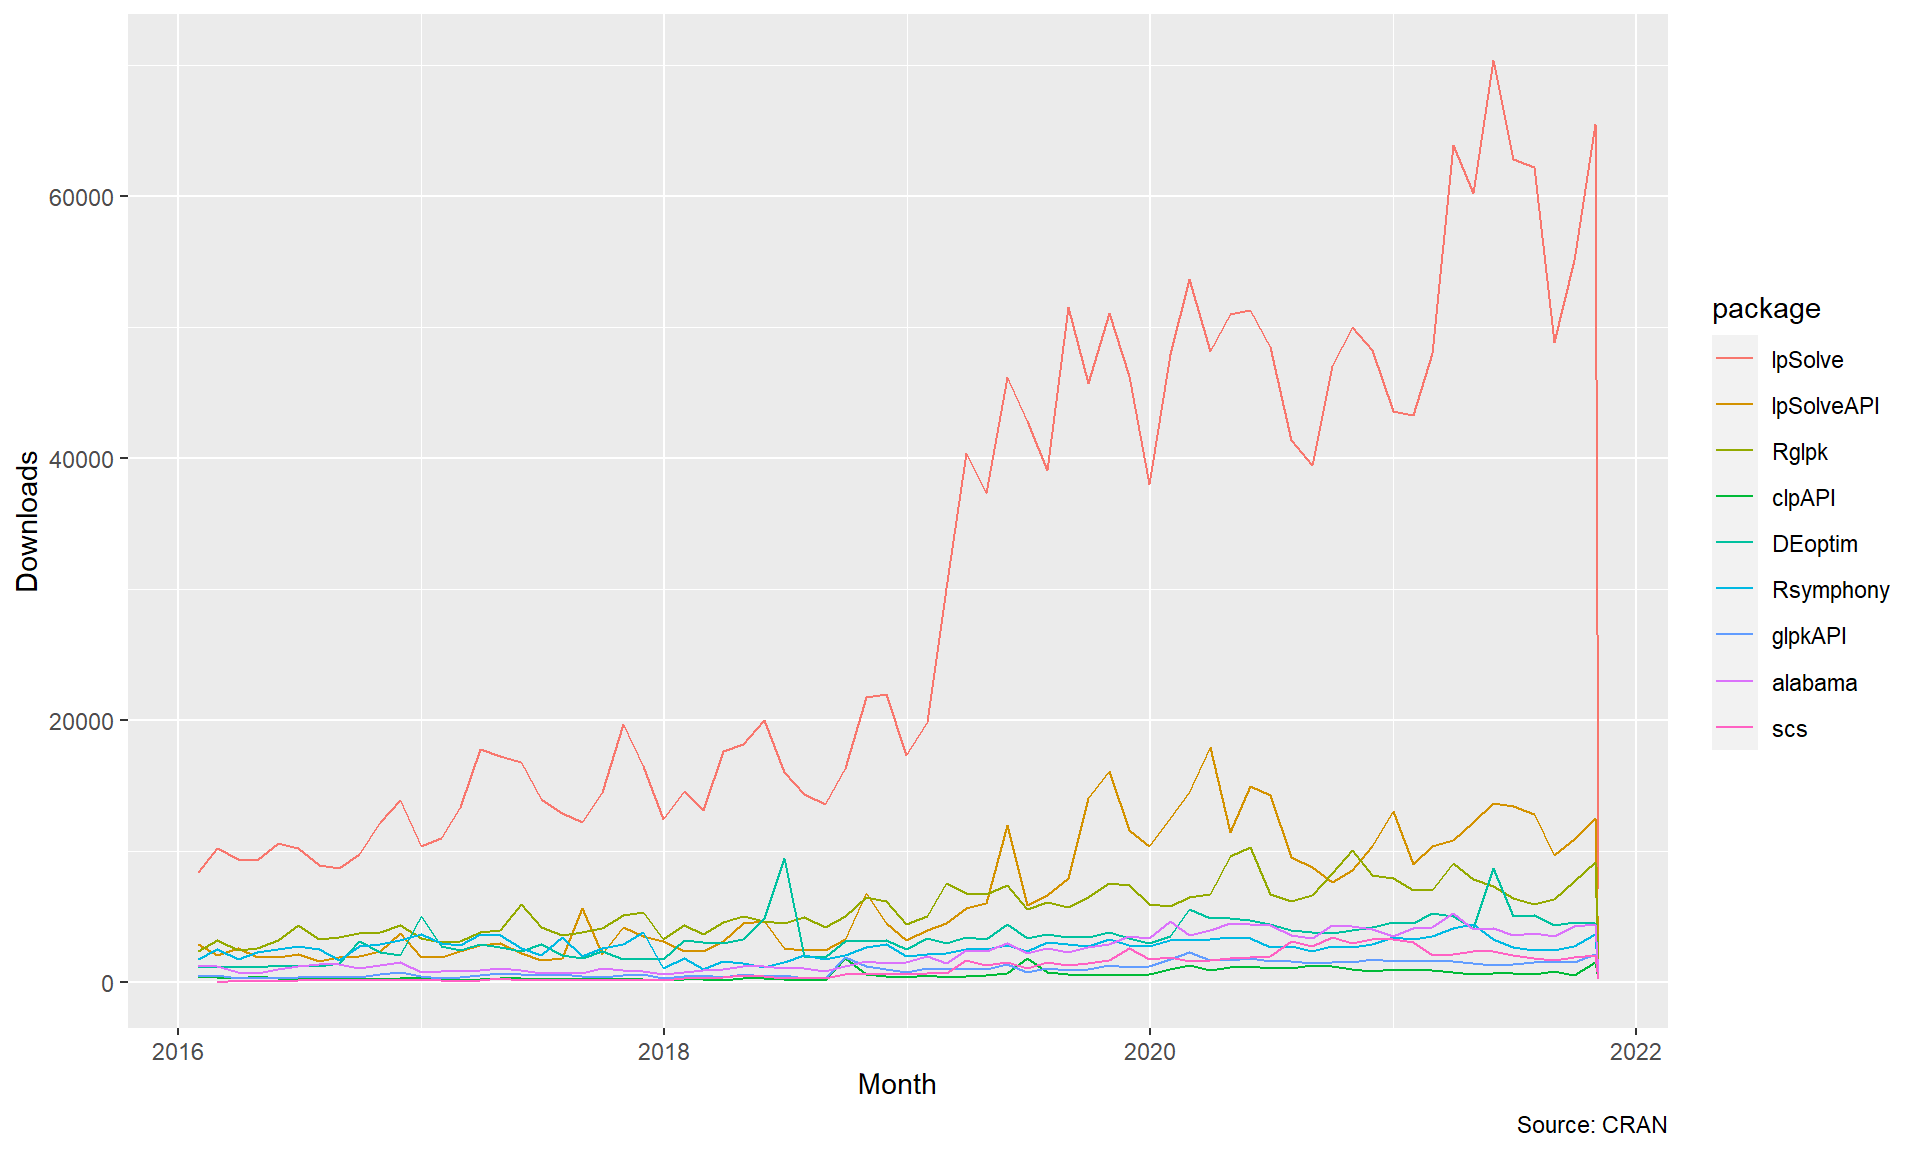 Downloads
60000
40000
20000
0
2016
2018
2020
2022
Month
package
lpSolve
lpSolveAPI
Rglpk
clpAPI
DEoptim
Rsymphony
glpkAPI
alabama
scs
Source: CRAN